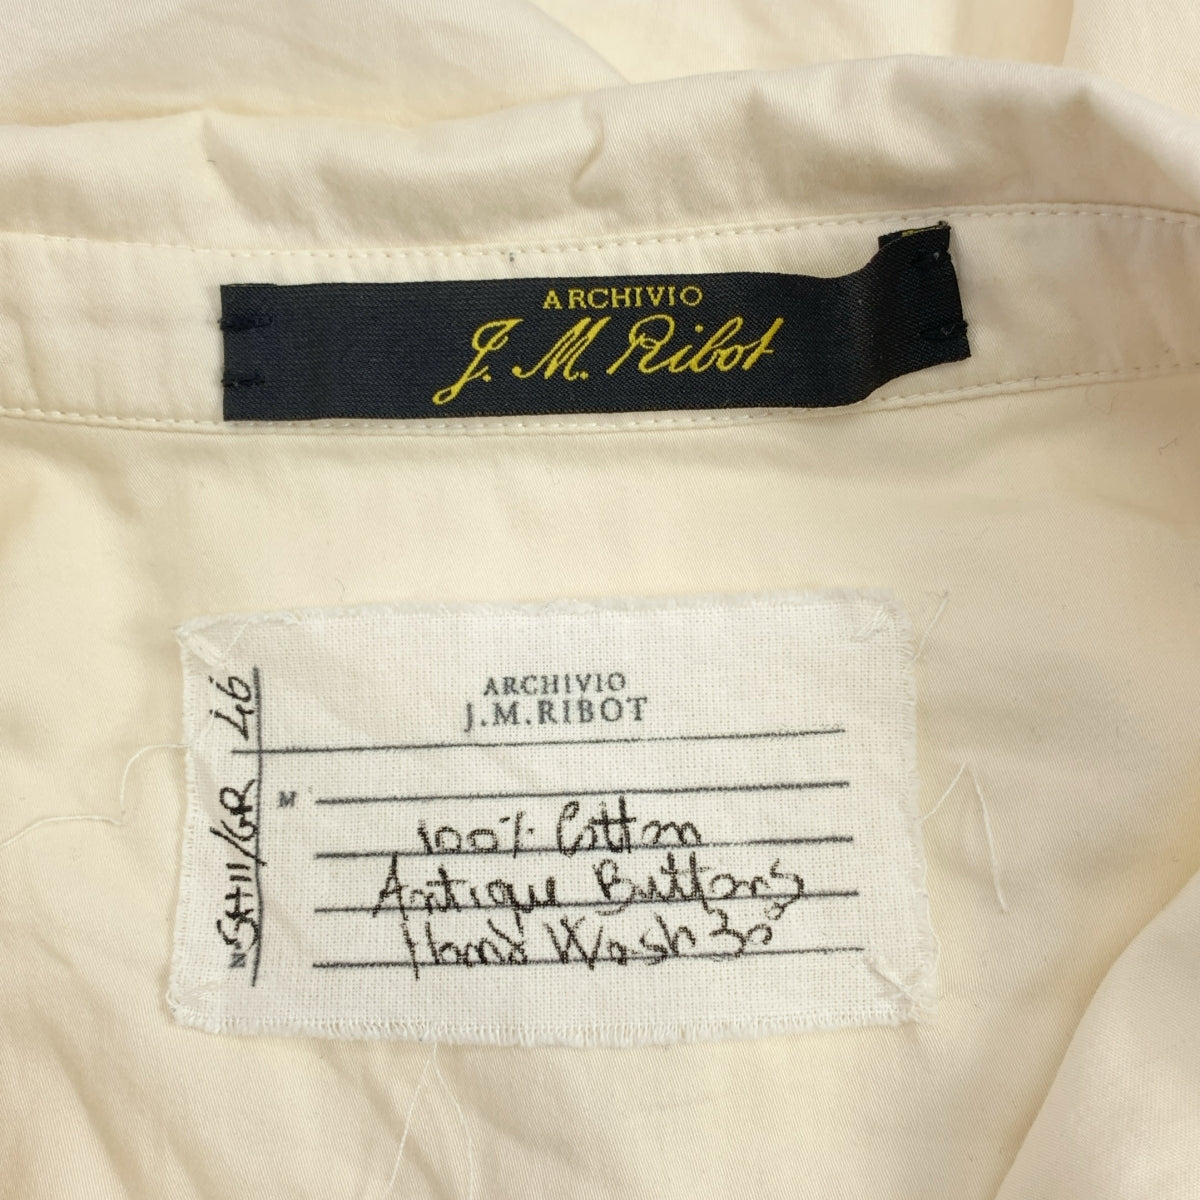 ARCHIVIO
J. M. Ribot
ARCHIVIO
J.M.RIBOT
M
100% Cotton
Antique Buttons
Hand Wash 30°
46